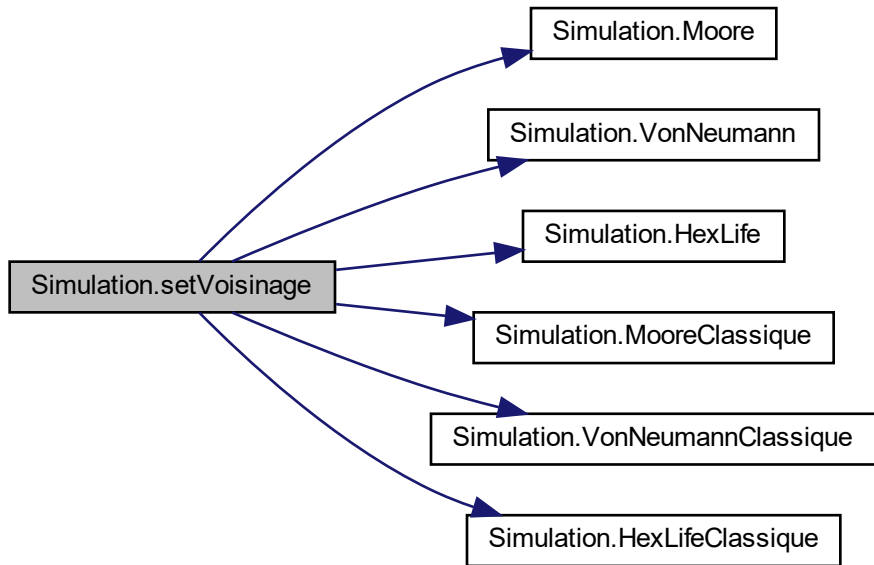 Simulation.Moore
Simulation.VonNeumann
Simulation.HexLife
Simulation.setVoisinage
Simulation.MooreClassique
Simulation.VonNeumannClassique
Simulation.HexLifeClassique